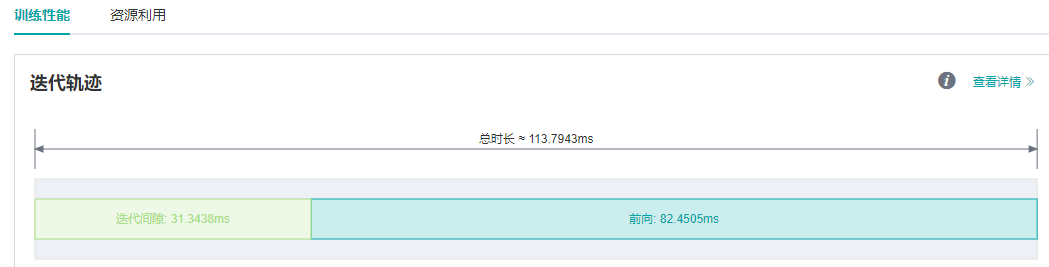 训练性能 资源利用
迭代轨迹
i 查看详情 »
总时长 ≈ 113.7943ms
迭代间隙: 31.3438ms 前向: 82.4505ms